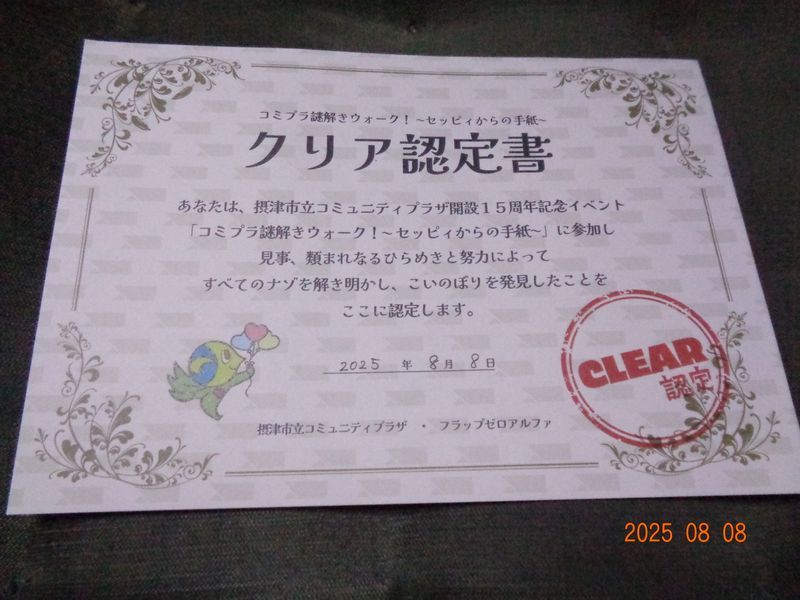 コミプラ謎解きウォーク！~セッピィからの手紙~
クリア認定書
あなたは、摂津市立コミュニティプラザ開設１５周年記念イベント
「コミプラ謎解きウォーク！~セッピィからの手紙~」に参加し
見事、類まれなるひらめきと努力によって
すべてのナゾを解き明かし、こいのぼりを発見したことを
ここに認定します。
2025 年 8月 8日
CLEAR
認定
摂津市立コミュニティプラザ ・ フラップゼロアルファ
2025 08 08